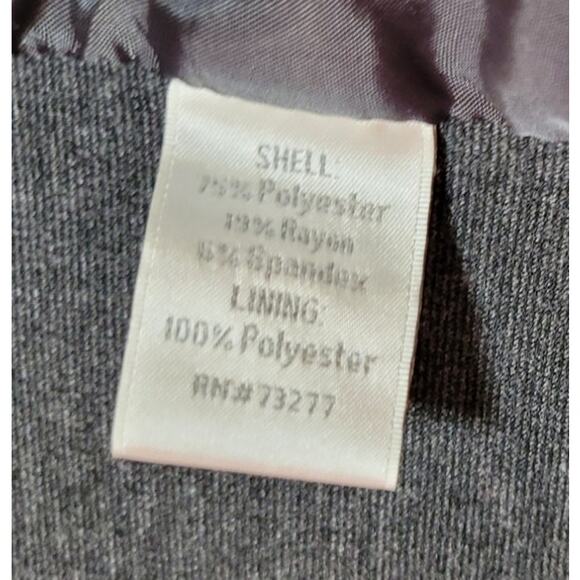 SHELL:
75% Polyester
19% Rayon
6% Spandex
LINING:
100% Polyester
RN#73277